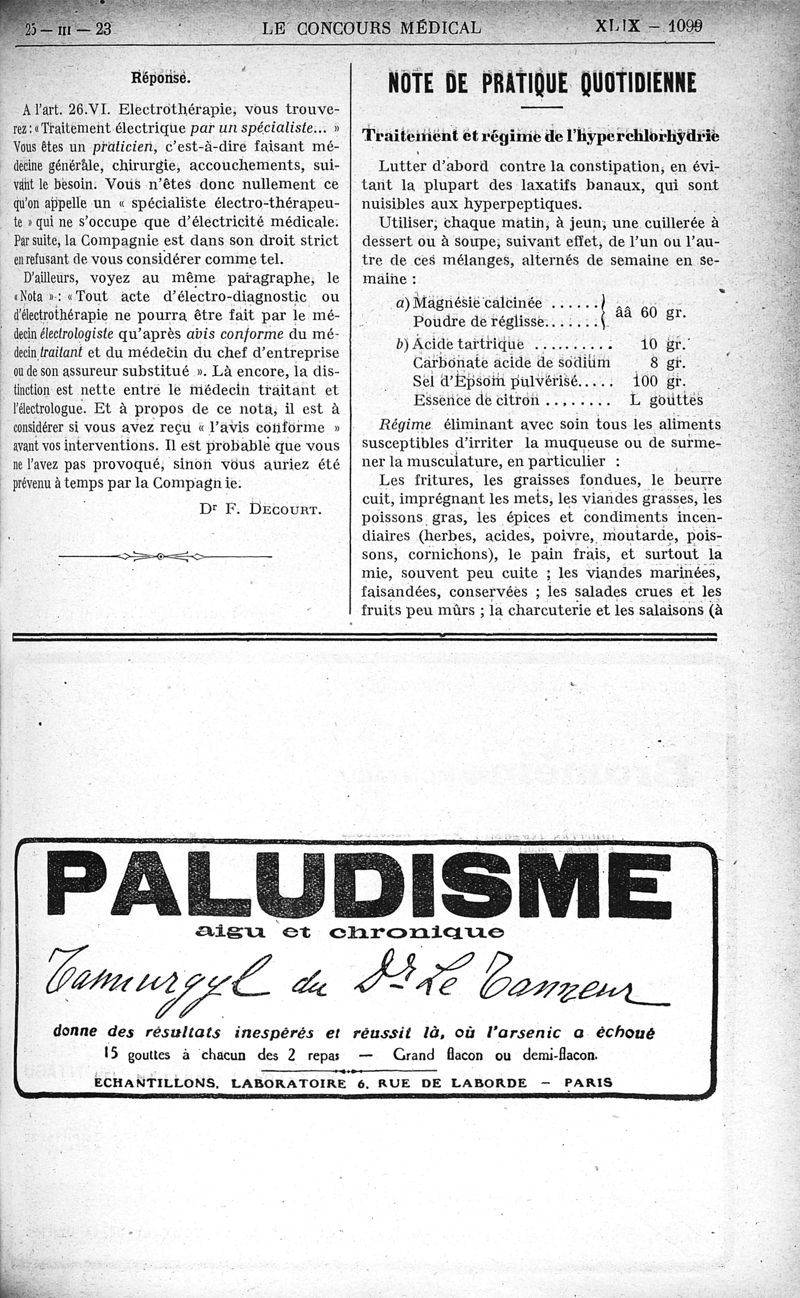 25 — III — 23 LE CONCOURS MÉDICAL XLIX — 1099
Réponse.
A l'art. 26.VI. Electrothérapie, vous trouve-
rez : « Traitement électrique par un spécialiste... »
Vous êtes un praticien, c'est-à-dire faisant mé-
decine générale, chirurgie, accouchements, sui-
vant le besoin. Vous n'êtes donc nullement ce
qu'on appelle un « spécialiste électro-thérapeu-
te » qui ne s'occupe que d'électricité médicale.
Par suite, la Compagnie est dans son droit strict
en refusant de vous considérer comme tel.
D'ailleurs, voyez au même paragraphe, le
« Nota » : « Tout acte d'électro-diagnostic ou
d'électrothérapie ne pourra être fait par le mé-
decin électrologiste qu'après avis conforme du mé-
decin traitant et du médecin du chef d'entreprise
ou de son assureur substitué ». Là encore, la dis-
tinction est nette entre le médecin traitant et
l'électrologue. Et à propos de ce nota, il est à
considérer si vous avez reçu « l'avis conforme »
avant vos interventions. Il est probable que vous
ne l'avez pas provoqué, sinon vous auriez été
prévenu à temps par la Compagnie.
Dr F. DECOURT.
NOTE DE PRATIQUE QUOTIDIENNE
Traitement et régime de l'hyperchlorhydrie
Lutter d'abord contre la constipation, en évi-
tant la plupart des laxatifs banaux, qui sont
nuisibles aux hyperpeptiques.
Utiliser, chaque matin, à jeun, une cuillerée à
dessert ou à soupe, suivant effet, de l'un ou l'au-
tre de ces mélanges, alternés de semaine en se-
maine :
a) Magnésie calcinée ......
Poudre de réglisse....... } ââ 60 gr.
b) Acide tartrique .......... 10 gr.
Carbonate acide de sodium 8 gr.
Sel d'Epsom pulvérisé..... 100 gr.
Essence de citron ........ L gouttes
Régime éliminant avec soin tous les aliments
susceptibles d'irriter la muqueuse ou de surme-
ner la musculature, en particulier :
Les fritures, les graisses fondues, le beurre
cuit, imprégnant les mets, les viandes grasses, les
poissons gras, les épices et condiments incen-
diaires (herbes, acides, poivre, moutarde, pois-
sons, cornichons), le pain frais, et surtout la
mie, souvent peu cuite ; les viandes marinées,
faisandées, conservées ; les salades crues et les
fruits peu mûrs ; la charcuterie et les salaisons (à
PALUDISME
aigu et chronique
Tanmurgyl du Dr Le Tanneur
donne des résultats inespérés et réussit là, où l'arsenic a échoué
15 gouttes à chacun des 2 repas — Grand flacon ou demi-flacon.
ECHANTILLONS. LABORATOIRE 6, RUE DE LABORDE — PARIS